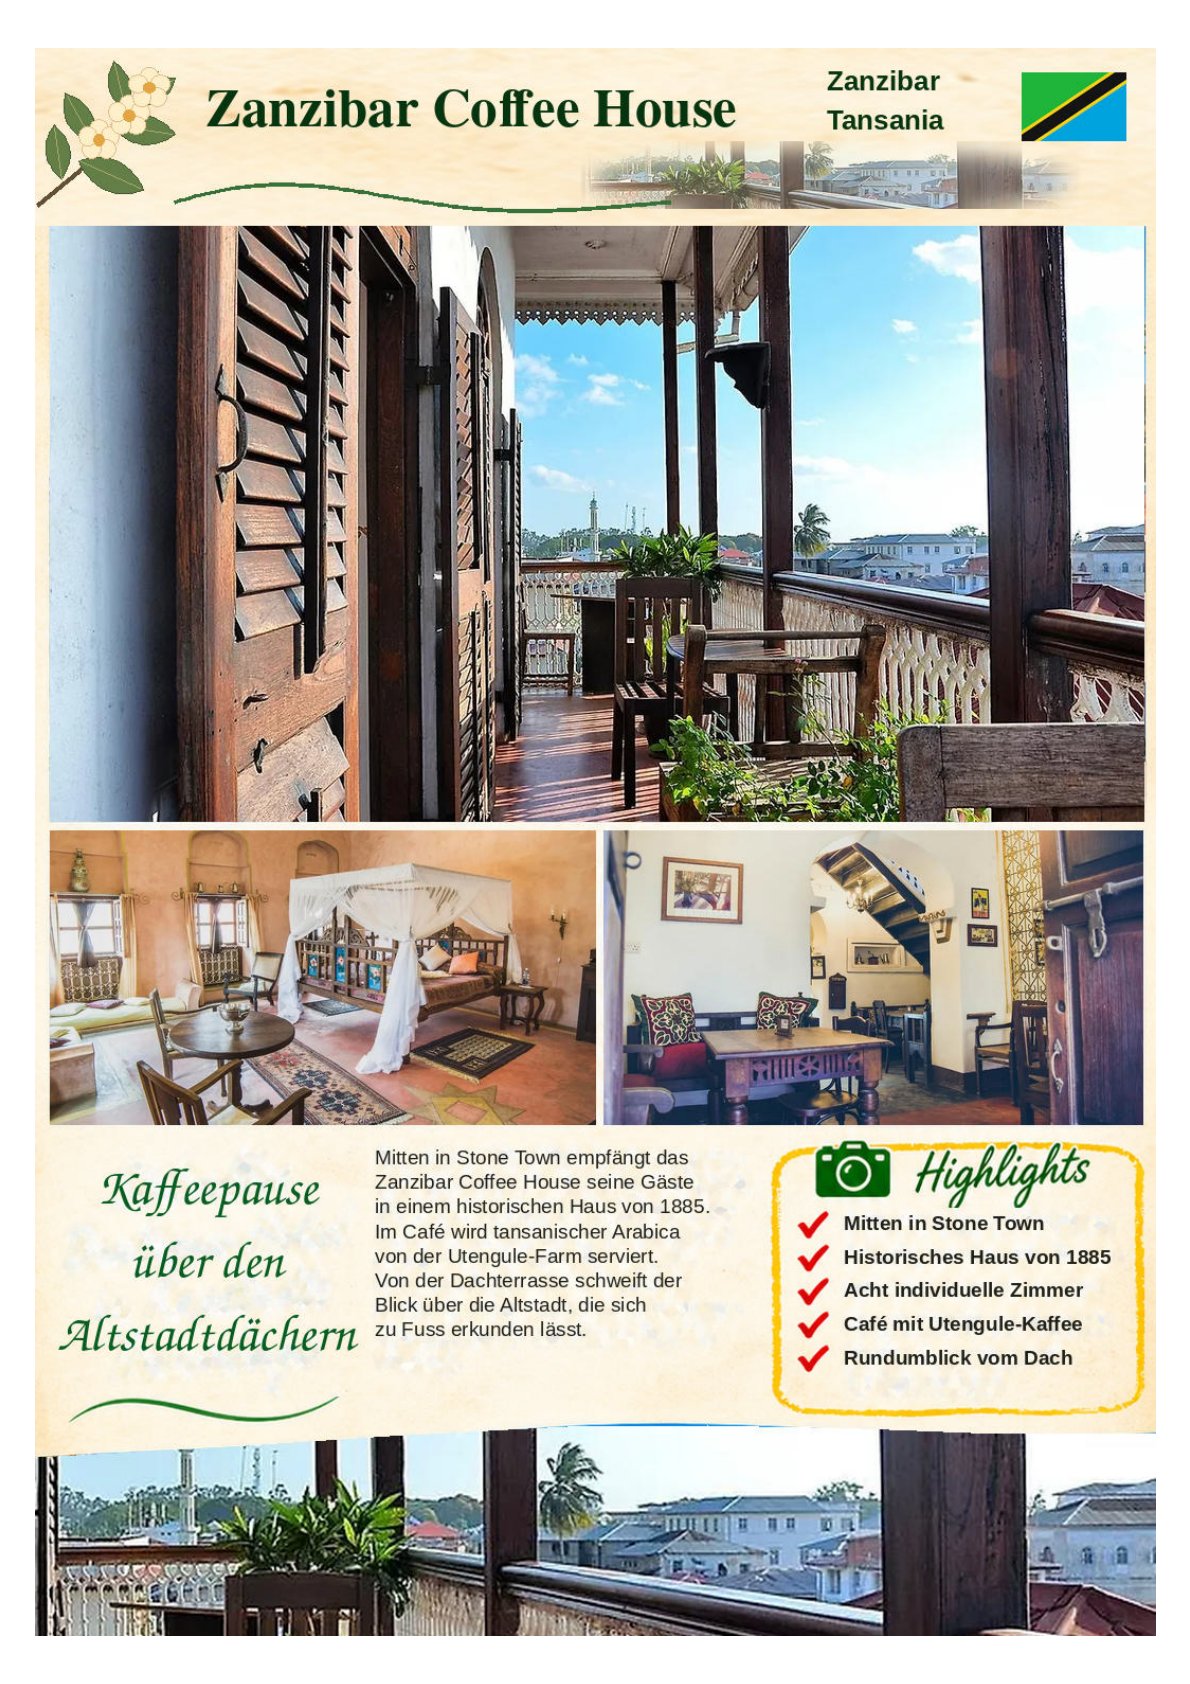 Zanzibar Coffee House
Zanzibar
Tansania
Kaffeepause
über den
Altstadtdächern
Mitten in Stone Town empfängt das
Zanzibar Coffee House seine Gäste
in einem historischen Haus von 1885.
Im Café wird tansanischer Arabica
von der Utengule-Farm serviert.
Von der Dachterrasse schweift der
Blick über die Altstadt, die sich
zu Fuss erkunden lässt.
Highlights
Mitten in Stone Town
Historisches Haus von 1885
Acht individuelle Zimmer
Café mit Utengule-Kaffee
Rundumblick vom Dach